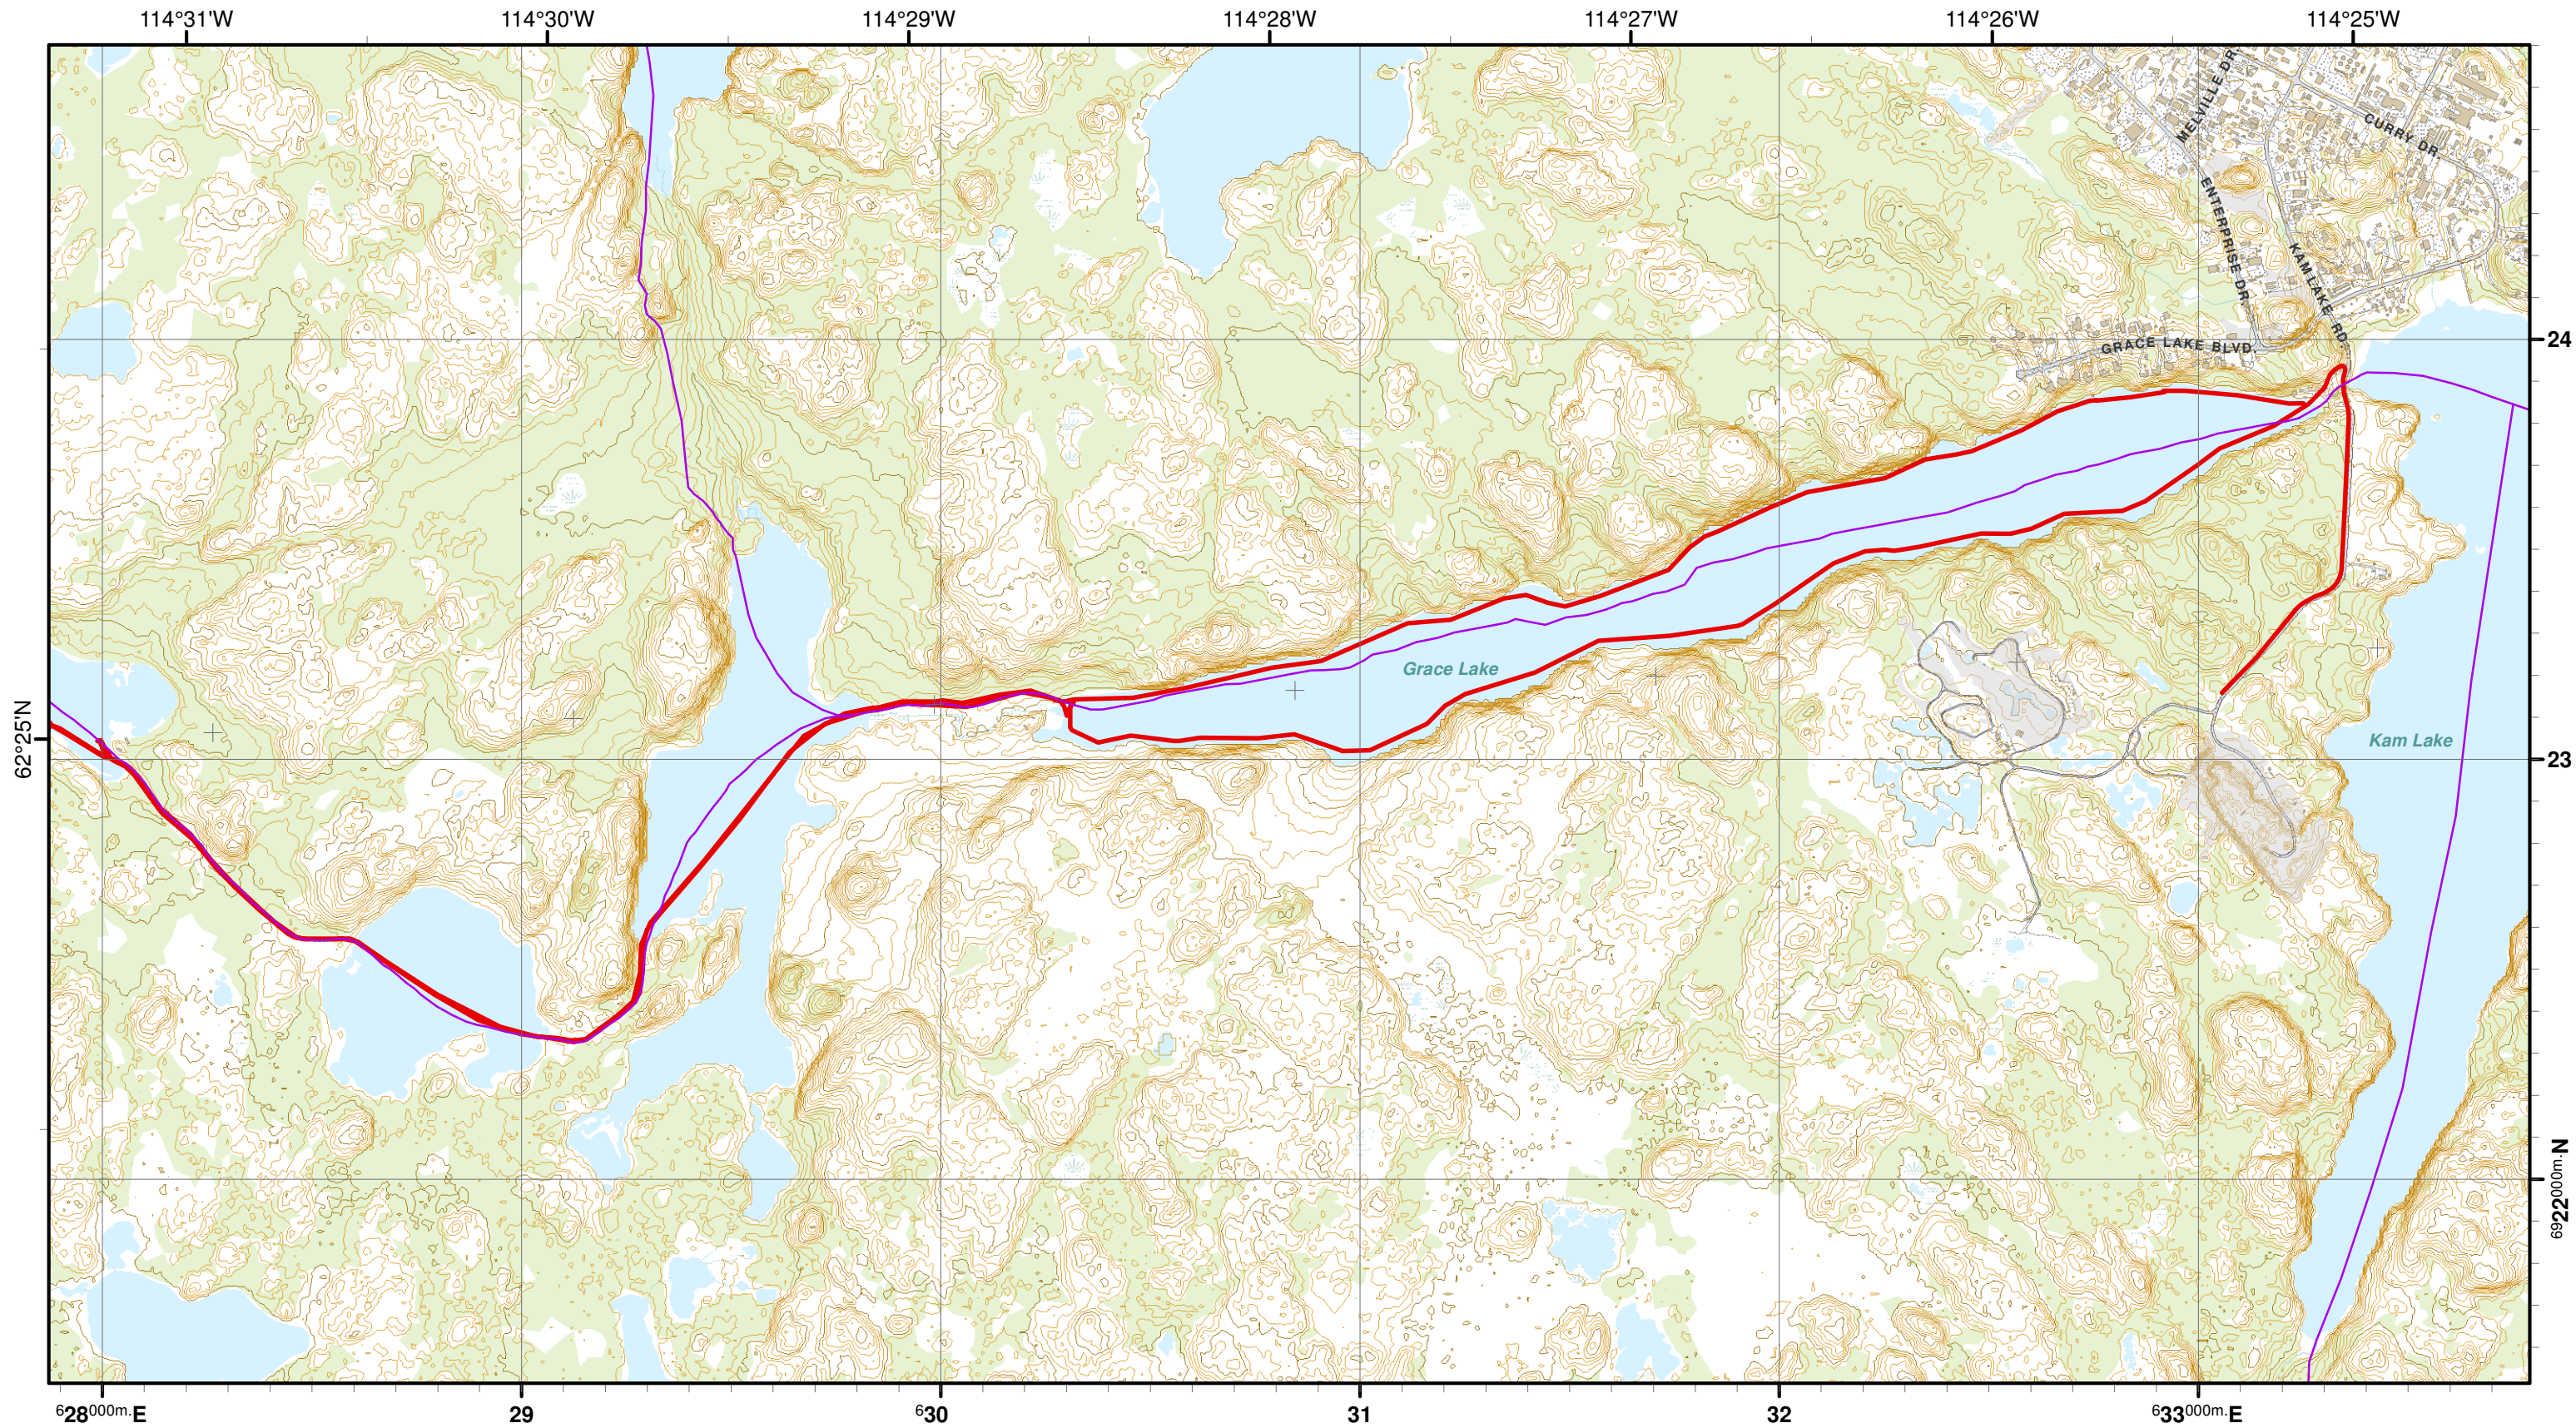 114°31'W 114°30'W 114°29'W 114°28'W 114°27'W 114°26'W 114°25'W
MELVILLE DR.
CURRY DR.
ENTERPRISE DR.
KAM LAKE RD.
GRACE LAKE BLVD.
24
Grace Lake
62°25'N
Kam Lake
23
6922000m.N
628000m.E 29 630 31 32 633000m.E